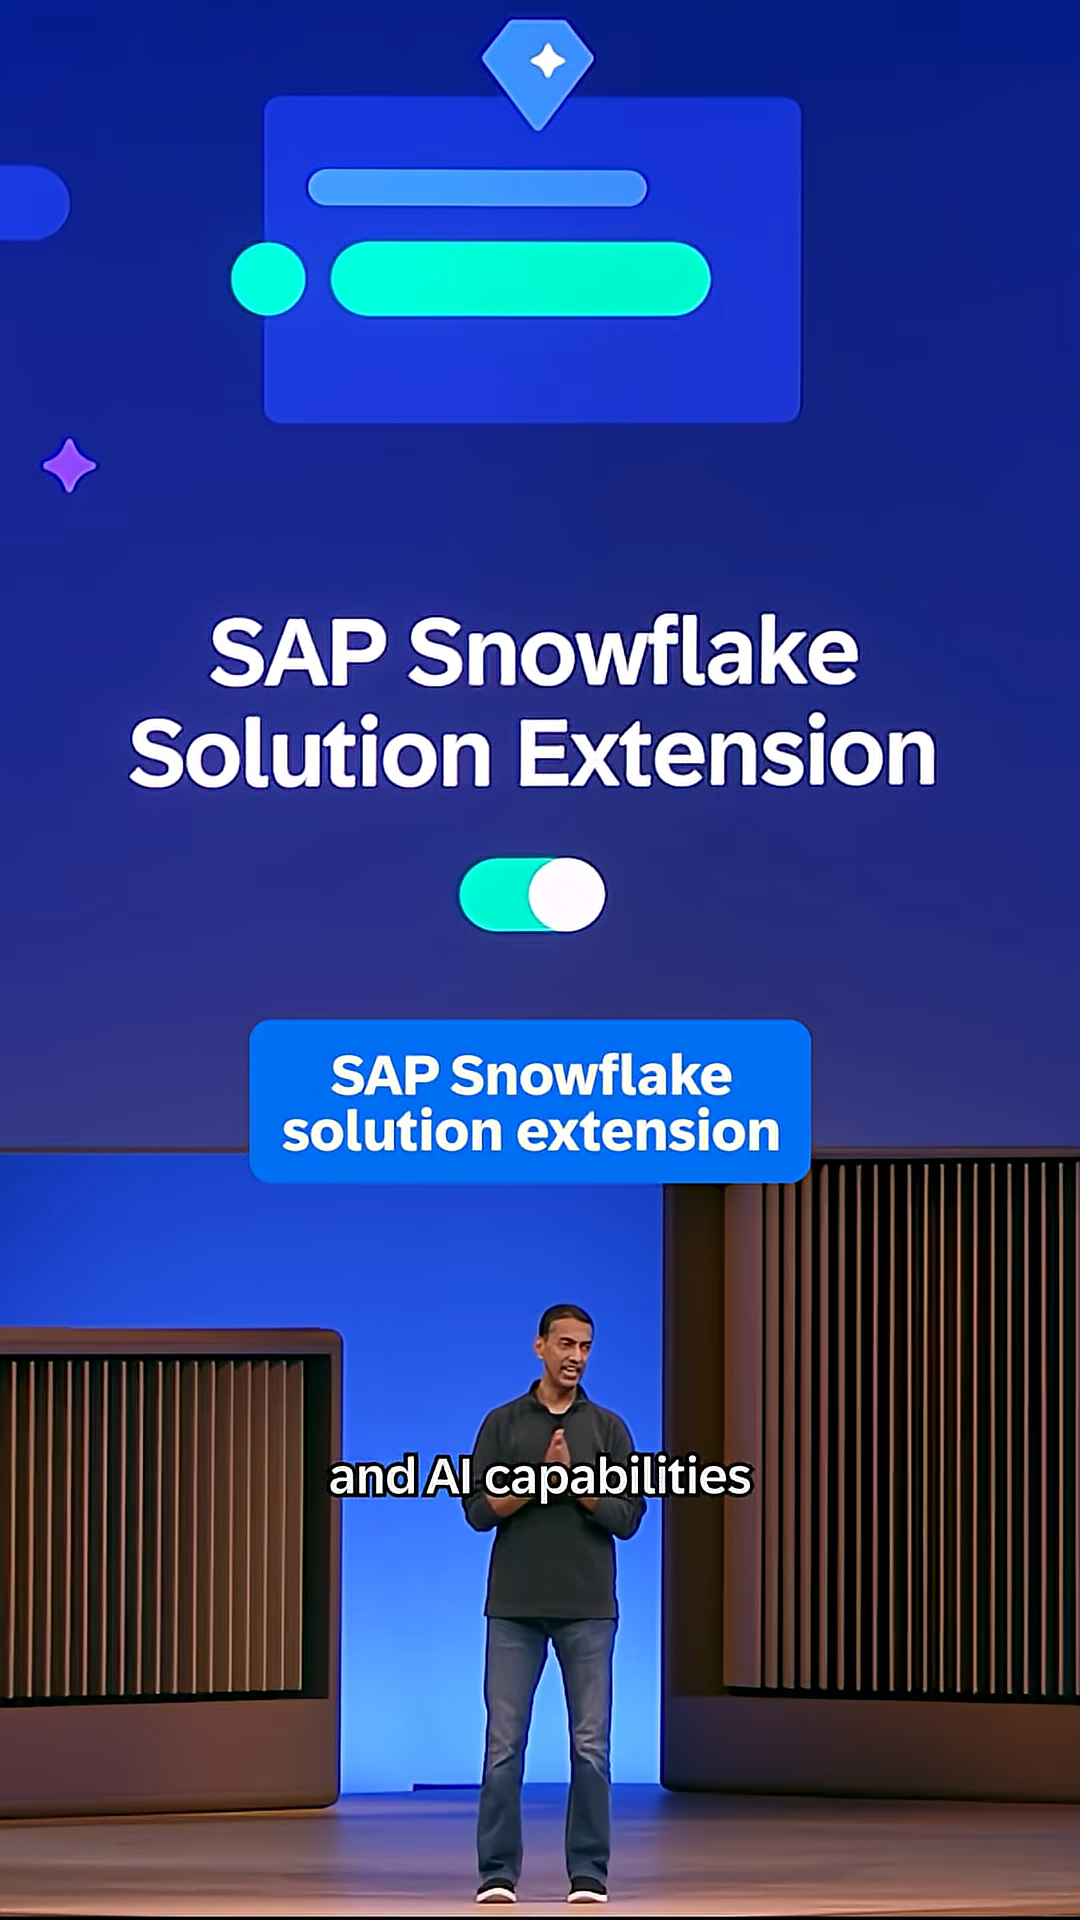 SAP Snowflake
Solution Extension
SAP Snowflake
solution extension
and AI capabilities